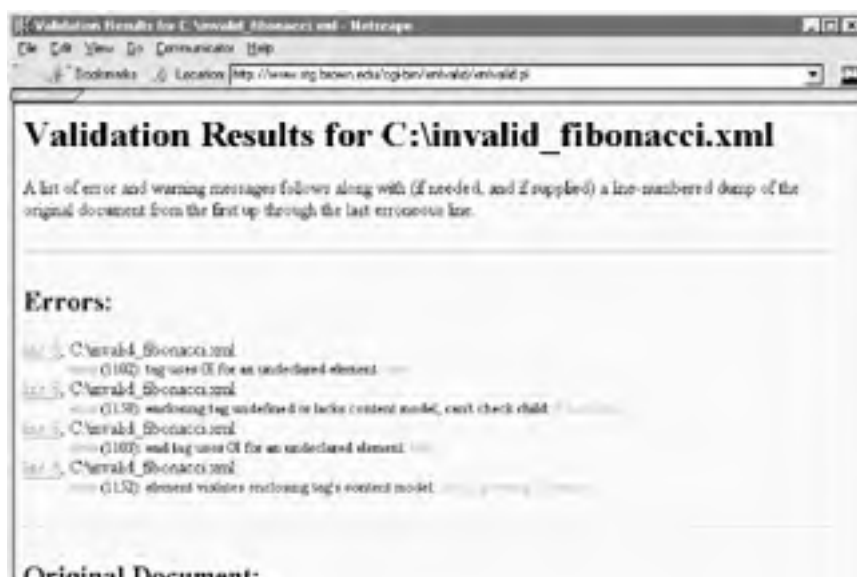 Validation Results for C:\invalid_fibonacci.xml - Netscape
File Edit View Go Communicator Help
Bookmarks Location http://www.stg.brown.edu/cgi-bin/xmlvalid/xmlvalid.pl
Validation Results for C:\invalid_fibonacci.xml
A list of error and warning messages follows along with (if needed, and if supplied) a line-numbered dump of the
original document from the first up through the last erroneous line.
Errors:
C:\invalid_fibonacci.xml
(1102): tag uses GI for an undeclared element:
C:\invalid_fibonacci.xml
enclosing tag undefined or lacks content model, can't check child:
C:\invalid_fibonacci.xml
end tag uses GI for an undeclared element:
C:\invalid_fibonacci.xml
(1152): element violates enclosing tag's content model:
Original Document: